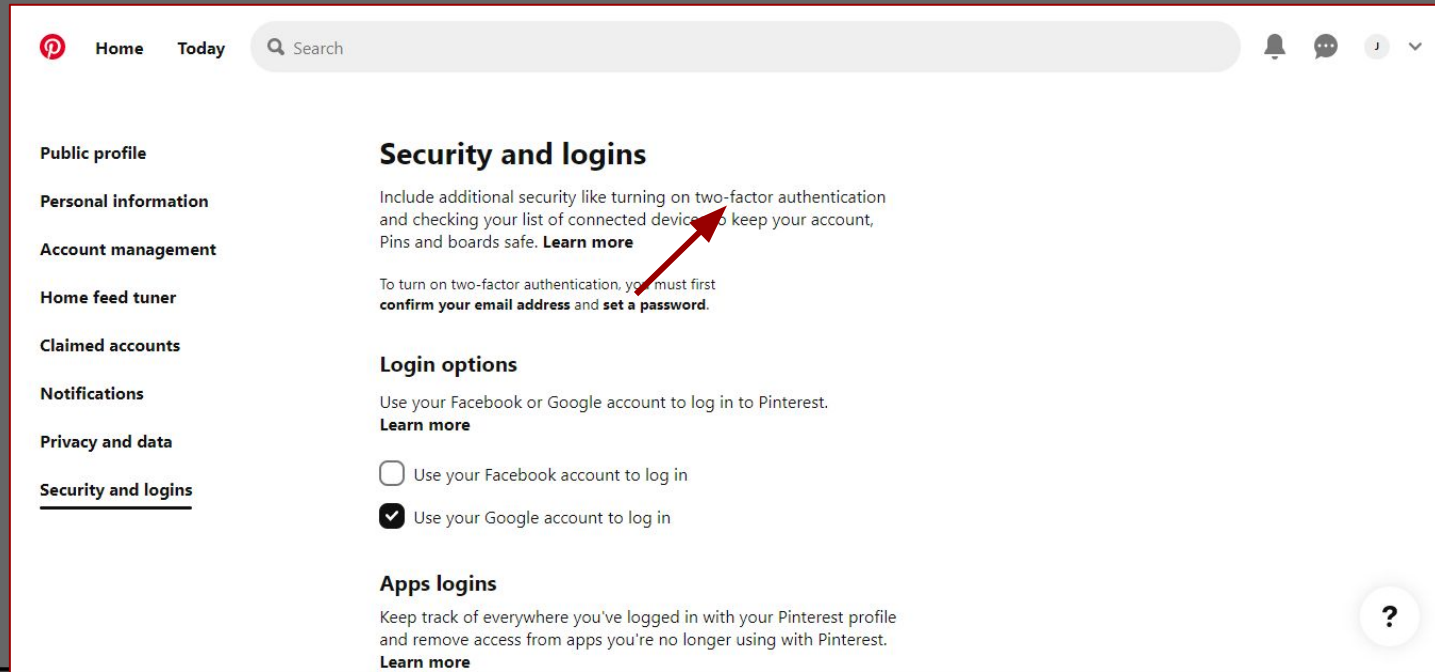 Home Today Search J
Public profile
Personal information
Account management
Home feed tuner
Claimed accounts
Notifications
Privacy and data
Security and logins
Security and logins
Include additional security like turning on two-factor authentication
and checking your list of connected devices to keep your account,
Pins and boards safe. Learn more
To turn on two-factor authentication, you must first
confirm your email address and set a password.
Login options
Use your Facebook or Google account to log in to Pinterest.
Learn more
Use your Facebook account to log in
Use your Google account to log in
Apps logins
Keep track of everywhere you've logged in with your Pinterest profile
and remove access from apps you're no longer using with Pinterest.
Learn more
?